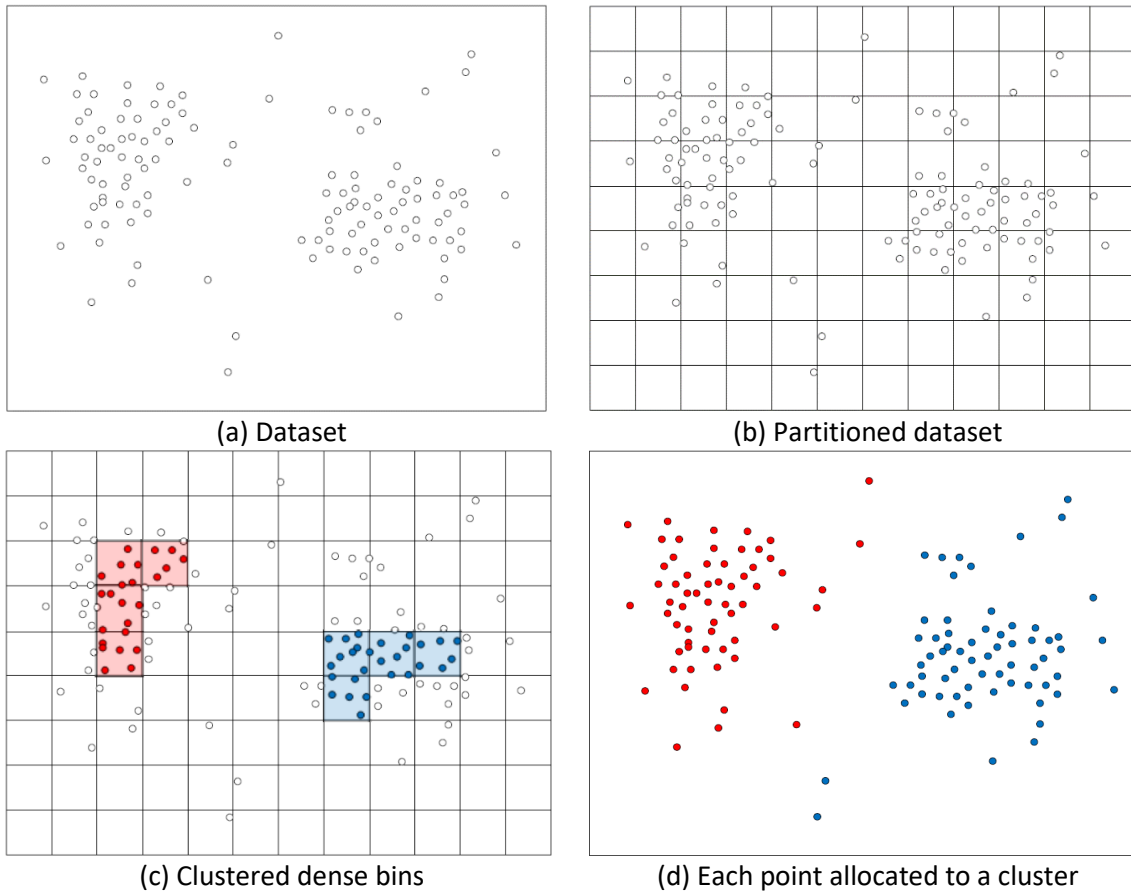 (a) Dataset
(b) Partitioned dataset
(c) Clustered dense bins
(d) Each point allocated to a cluster